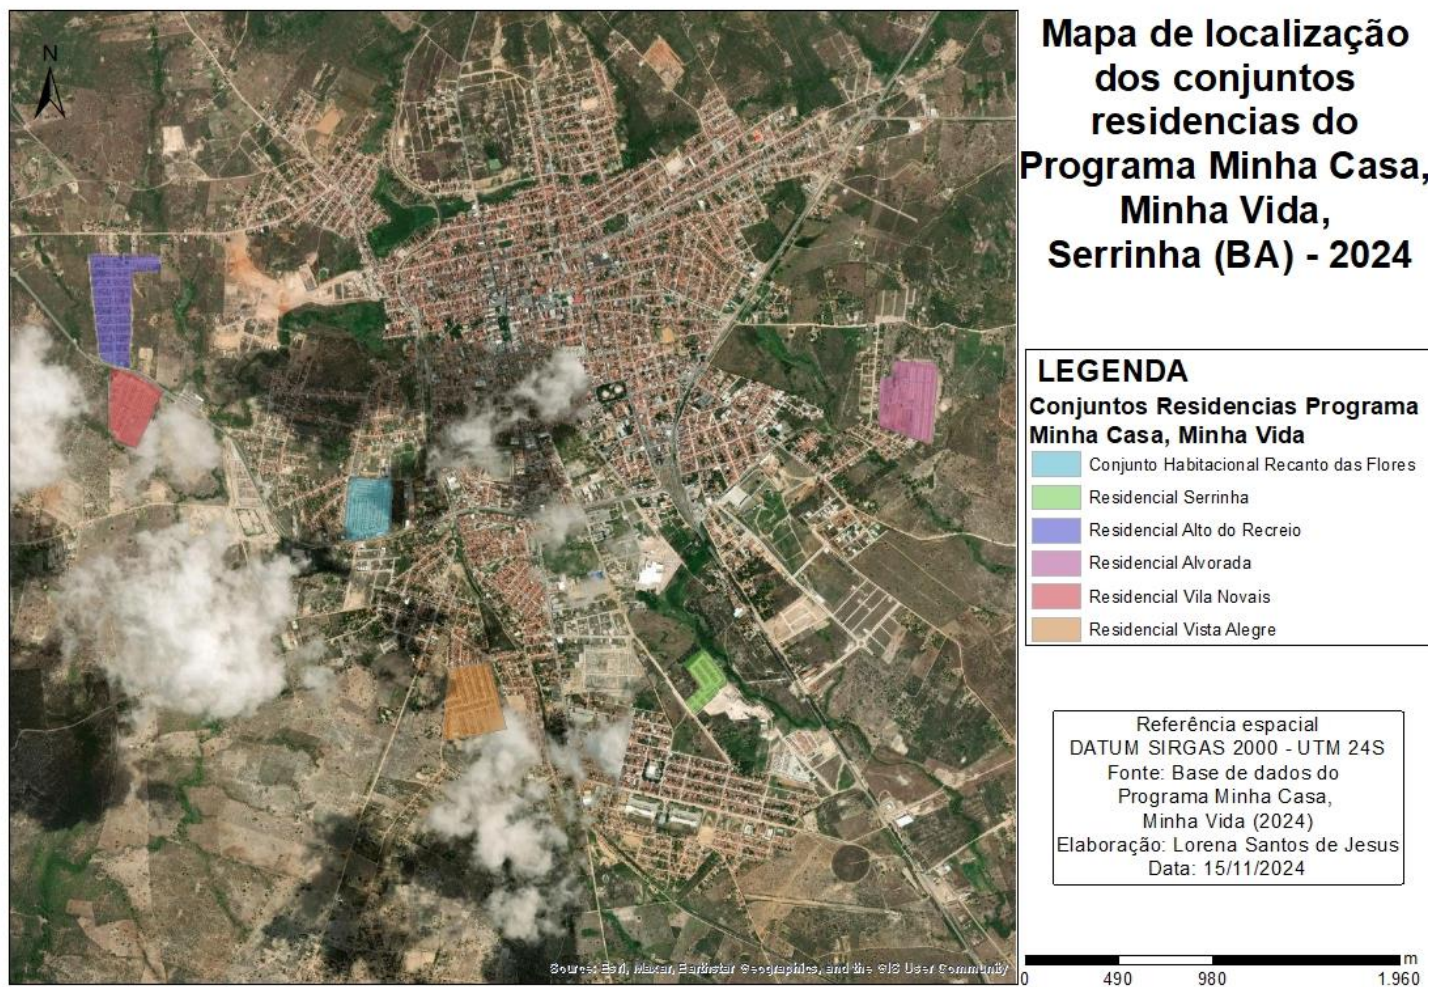 N
Mapa de localização
dos conjuntos
residencias do
Programa Minha Casa,
Minha Vida,
Serrinha (BA) - 2024
LEGENDA
Conjuntos Residencias Programa
Minha Casa, Minha Vida
Conjunto Habitacional Recanto das Flores
Residencial Serrinha
Residencial Alto do Recreio
Residencial Alvorada
Residencial Vila Novais
Residencial Vista Alegre
Referência espacial
DATUM SIRGAS 2000 - UTM 24S
Fonte: Base de dados do
Programa Minha Casa,
Minha Vida (2024)
Elaboração: Lorena Santos de Jesus
Data: 15/11/2024
Source: Esri, Maxar, Earthstar Geographics, and the GIS User Community
m
0 490 980 1.960